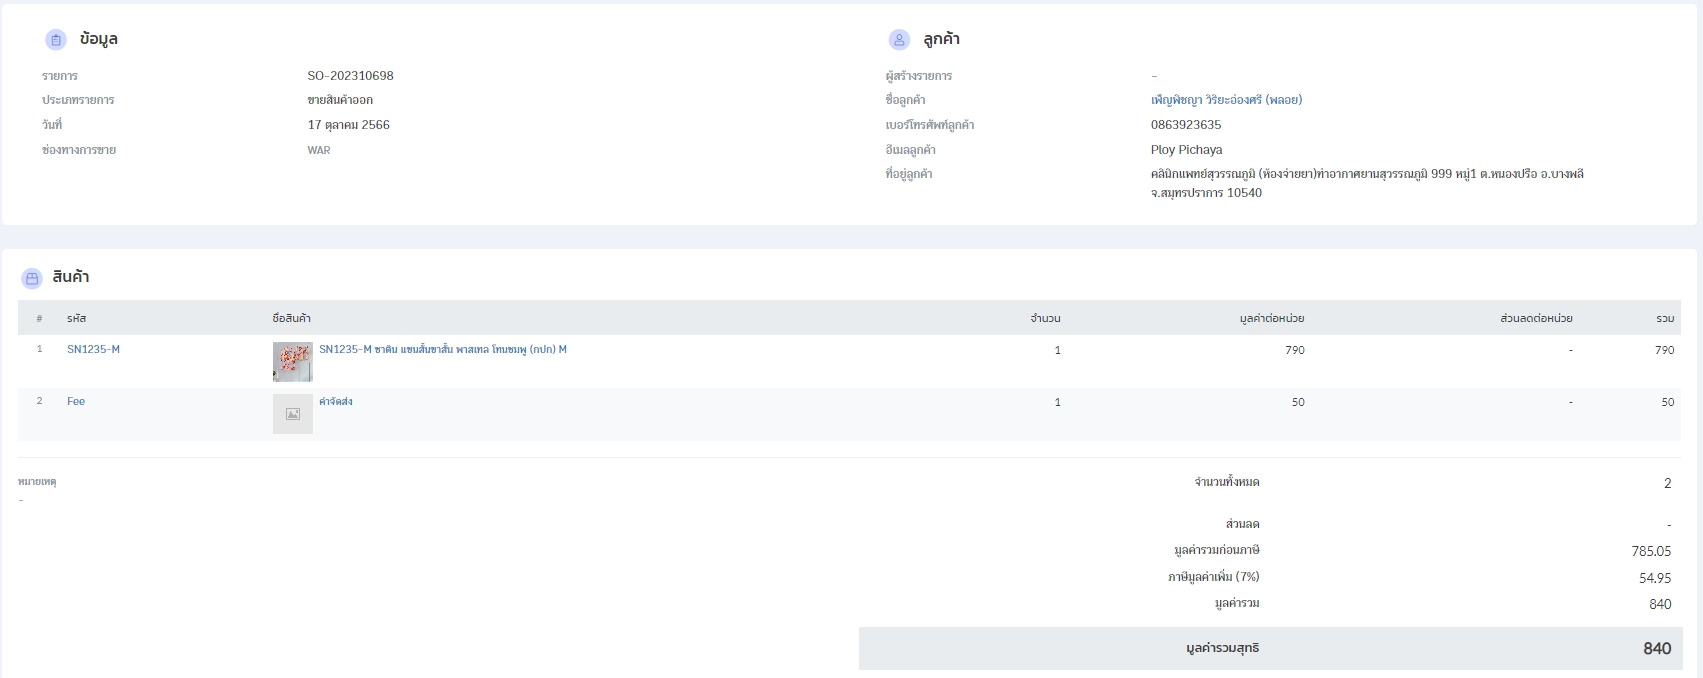 ข้อมูล
รายการ SO-202310698
ประเภทรายการ ขายสินค้าออก
วันที่ 17 ตุลาคม 2566
ช่องทางการขาย WAR
ลูกค้า
ผู้สร้างรายการ -
ชื่อลูกค้า เพ็ญพิชญา วิริยะอ่องศรี (พลอย)
เบอร์โทรศัพท์ลูกค้า 0863923635
อีเมลลูกค้า Ploy Pichaya
ที่อยู่ลูกค้า คลินิกแพทย์สุวรรณภูมิ (ห้องจ่ายยา)ท่าอากาศยานสุวรรณภูมิ 999 หมู่1 ต.หนองปรือ อ.บางพลี
จ.สมุทรปราการ 10540
สินค้า
# รหัส ชื่อสินค้า จำนวน มูลค่าต่อหน่วย ส่วนลดต่อหน่วย รวม
1 SN1235-M SN1235-M ซาติน แขนสั้นขาสั้น พาสเทล โทนชมพู (กปก) M 1 790 - 790
2 Fee ค่าจัดส่ง 1 50 - 50
หมายเหตุ
-
จำนวนทั้งหมด 2
ส่วนลด -
มูลค่ารวมก่อนภาษี 785.05
ภาษีมูลค่าเพิ่ม (7%) 54.95
มูลค่ารวม 840
มูลค่ารวมสุทธิ 840